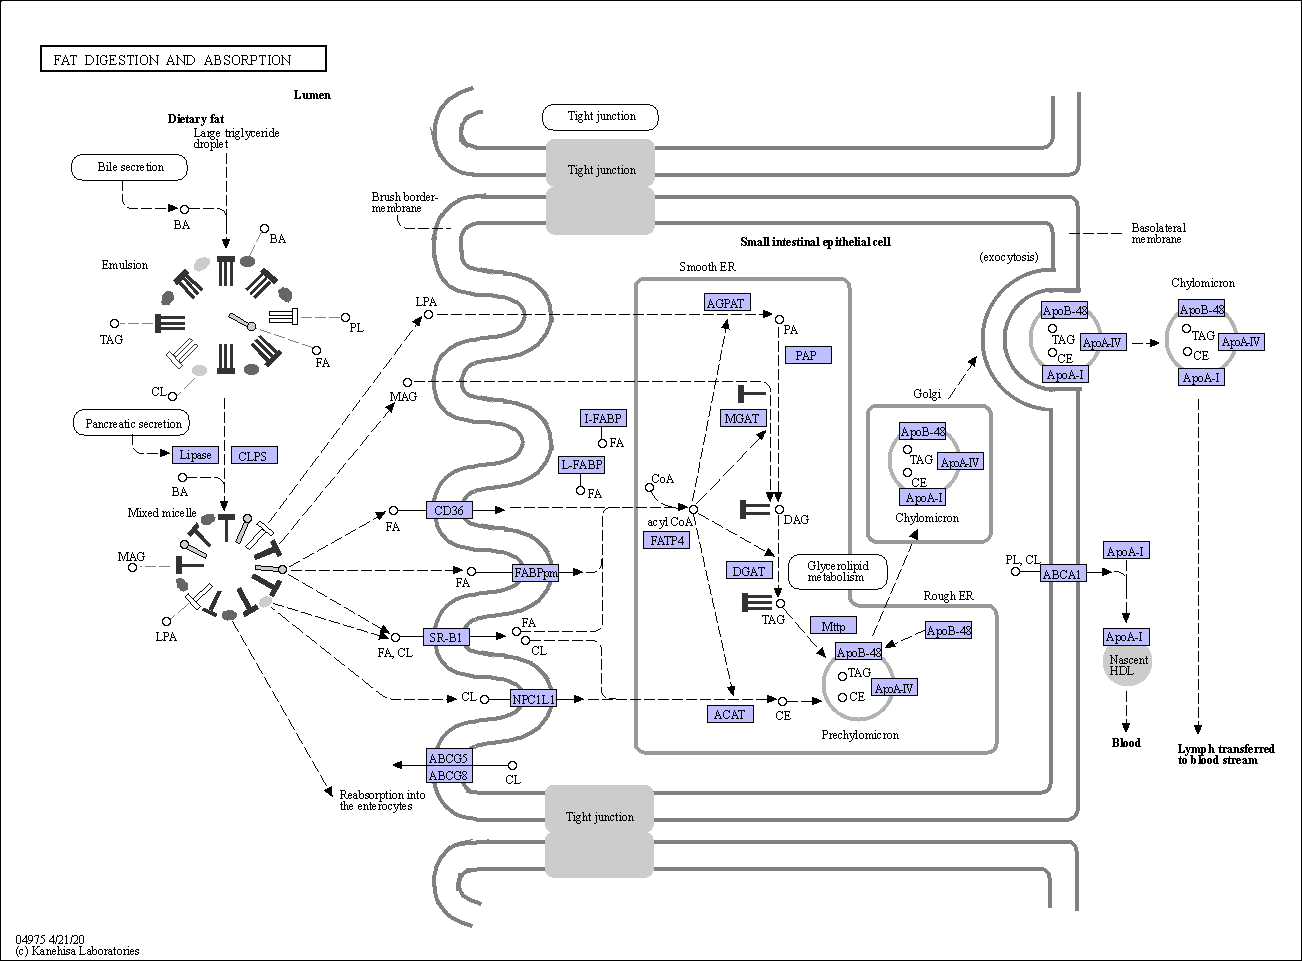 FAT DIGESTION AND ABSORPTION
Lumen
Dietary fat
Large triglyceride
droplet
Bile secretion
BA
BA
Emulsion
TAG
PL
FA
CL
Pancreatic secretion
Lipase
CLPS
BA
Mixed micelle
MAG
LPA
Reabsorption into
the enterocytes
Tight junction
Tight junction
Brush border-
membrane
LPA
MAG
FA
CD36
FA
FABPpm
FA, CL
SR-B1
FA
CL
CL
NPC1L1
ABCG5
ABCG8
CL
Tight junction
Small intestinal epithelial cell
Smooth ER
AGPAT
PA
PAP
MGAT
I-FABP
FA
L-FABP
FA
CoA
acyl CoA
FATP4
DAG
DGAT
Glycerolipid
metabolism
TAG
ACAT
CE
Rough ER
Mttp
ApoB-48
ApoB-48
TAG
ApoA-IV
CE
Prechylomicron
Golgi
ApoB-48
TAG
ApoA-IV
CE
ApoA-I
Chylomicron
(exocytosis)
Basolateral
membrane
ApoB-48
TAG
ApoA-IV
CE
ApoA-I
Chylomicron
ApoB-48
TAG
ApoA-IV
CE
ApoA-I
PL, CL
ABCA1
ApoA-I
ApoA-I
Nascent
HDL
Blood
Lymph transferred
to blood stream
04975 4/21/20
(c) Kanehisa Laboratories